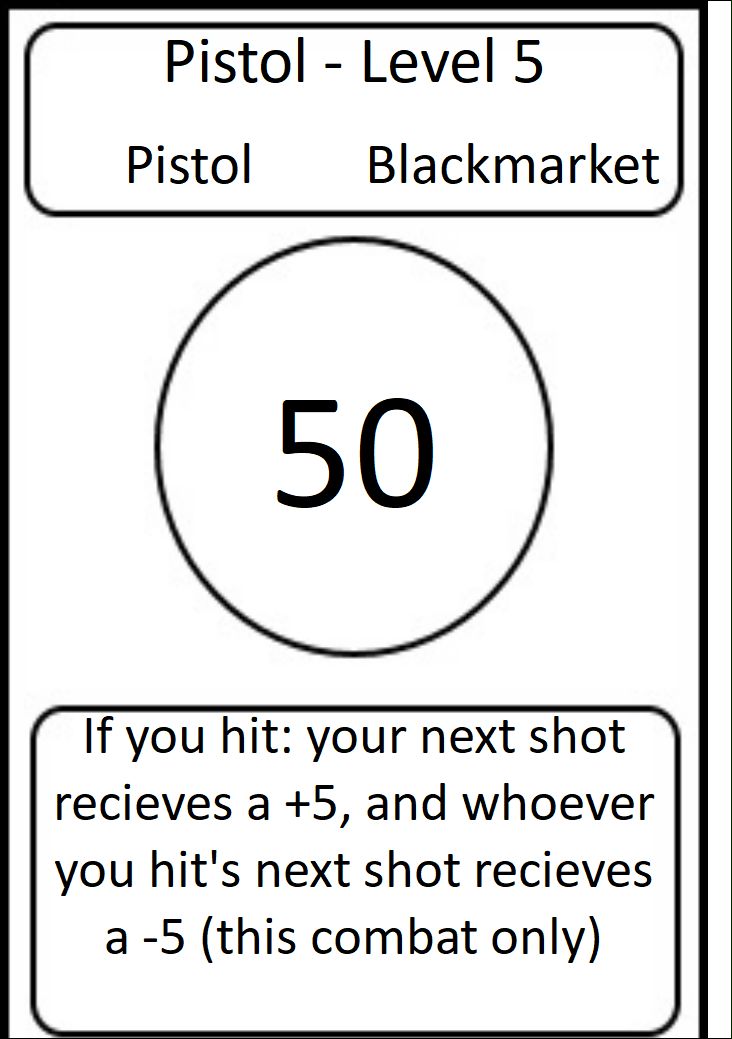 Pistol - Level 5
Pistol Blackmarket
50
If you hit: your next shot
recieves a +5, and whoever
you hit's next shot recieves
a -5 (this combat only)